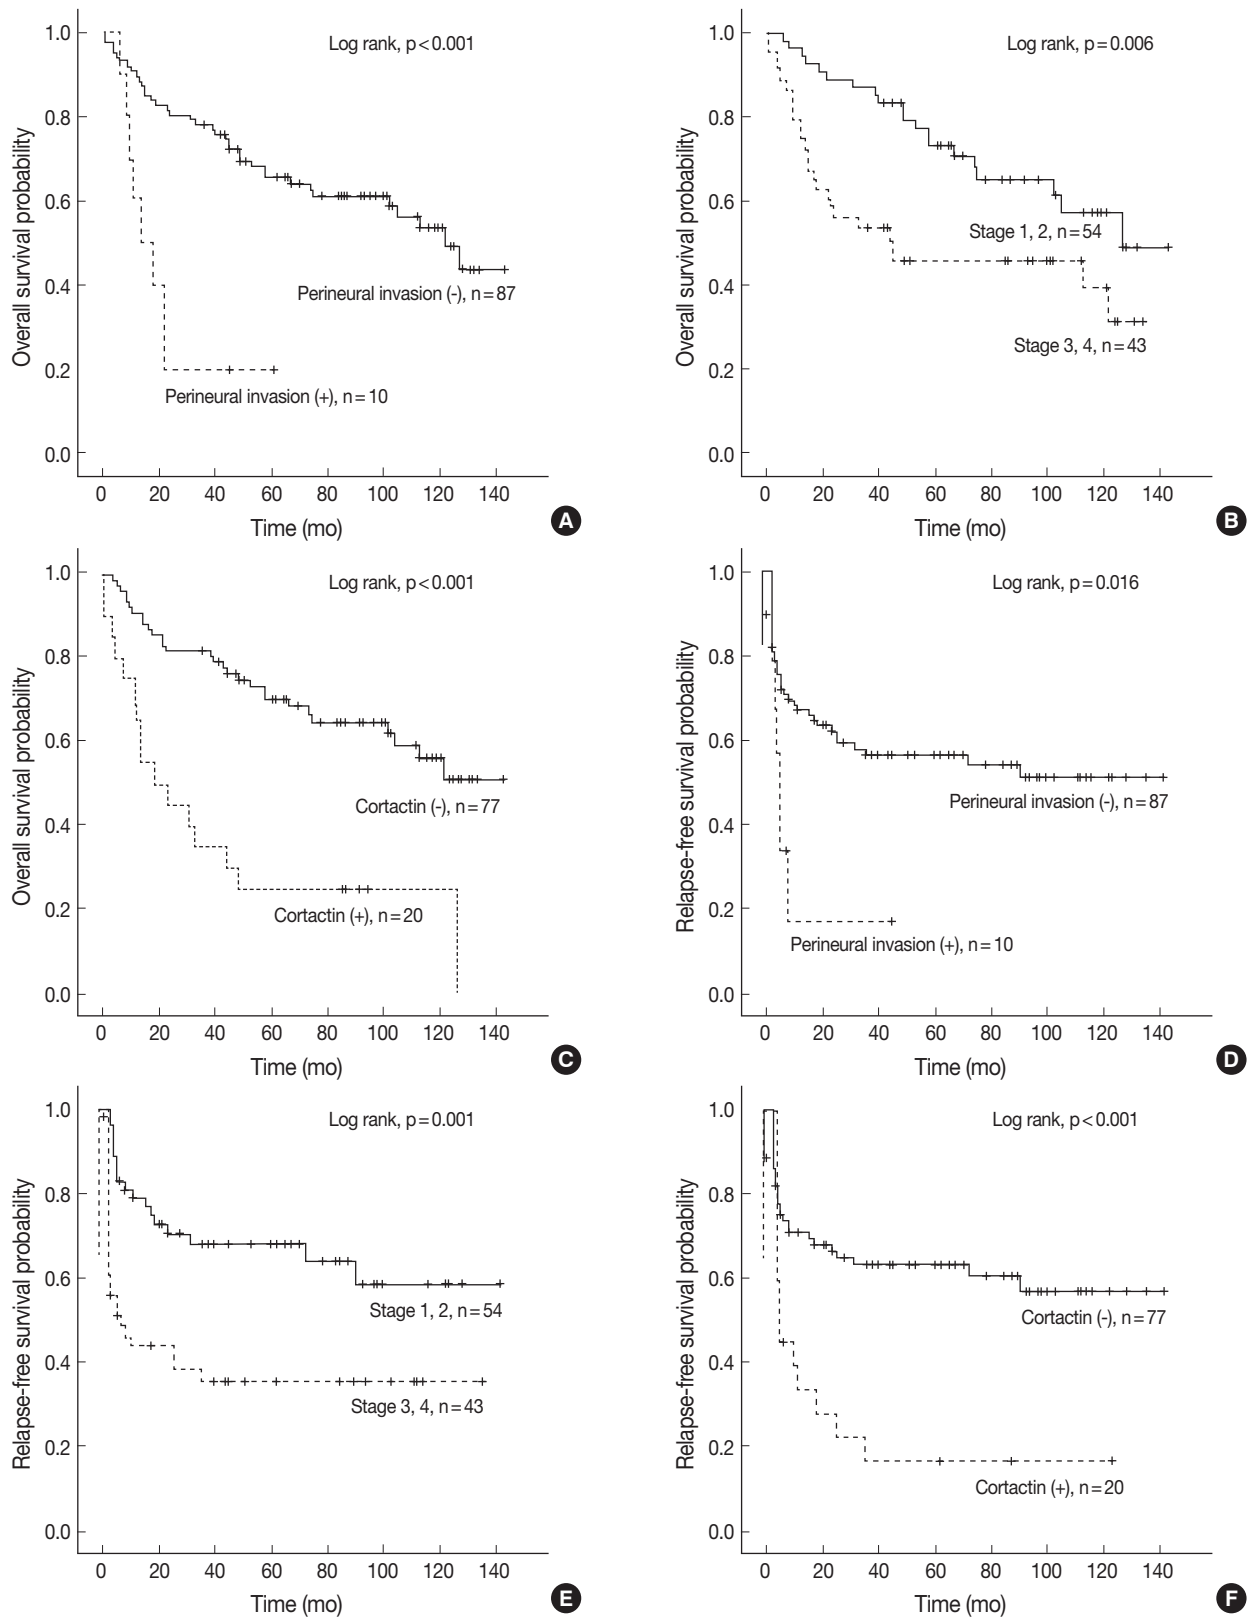 Overall survival probability
1.0
0.8
0.6
0.4
0.2
0.0
Log rank, p<0.001
Perineural invasion (-), n=87
Perineural invasion (+), n=10
0 20 40 60 80 100 120 140
Time (mo)
A
Overall survival probability
1.0
0.8
0.6
0.4
0.2
0.0
Log rank, p=0.006
Stage 1, 2, n=54
Stage 3, 4, n=43
0 20 40 60 80 100 120 140
Time (mo)
B
Overall survival probability
1.0
0.8
0.6
0.4
0.2
0.0
Log rank, p<0.001
Cortactin (-), n=77
Cortactin (+), n=20
0 20 40 60 80 100 120 140
Time (mo)
C
Relapse-free survival probability
1.0
0.8
0.6
0.4
0.2
0.0
Log rank, p=0.016
Perineural invasion (-), n=87
Perineural invasion (+), n=10
0 20 40 60 80 100 120 140
Time (mo)
D
Relapse-free survival probability
1.0
0.8
0.6
0.4
0.2
0.0
Log rank, p=0.001
Stage 1, 2, n=54
Stage 3, 4, n=43
0 20 40 60 80 100 120 140
Time (mo)
E
Relapse-free survival probability
1.0
0.8
0.6
0.4
0.2
0.0
Log rank, p<0.001
Cortactin (-), n=77
Cortactin (+), n=20
0 20 40 60 80 100 120 140
Time (mo)
F